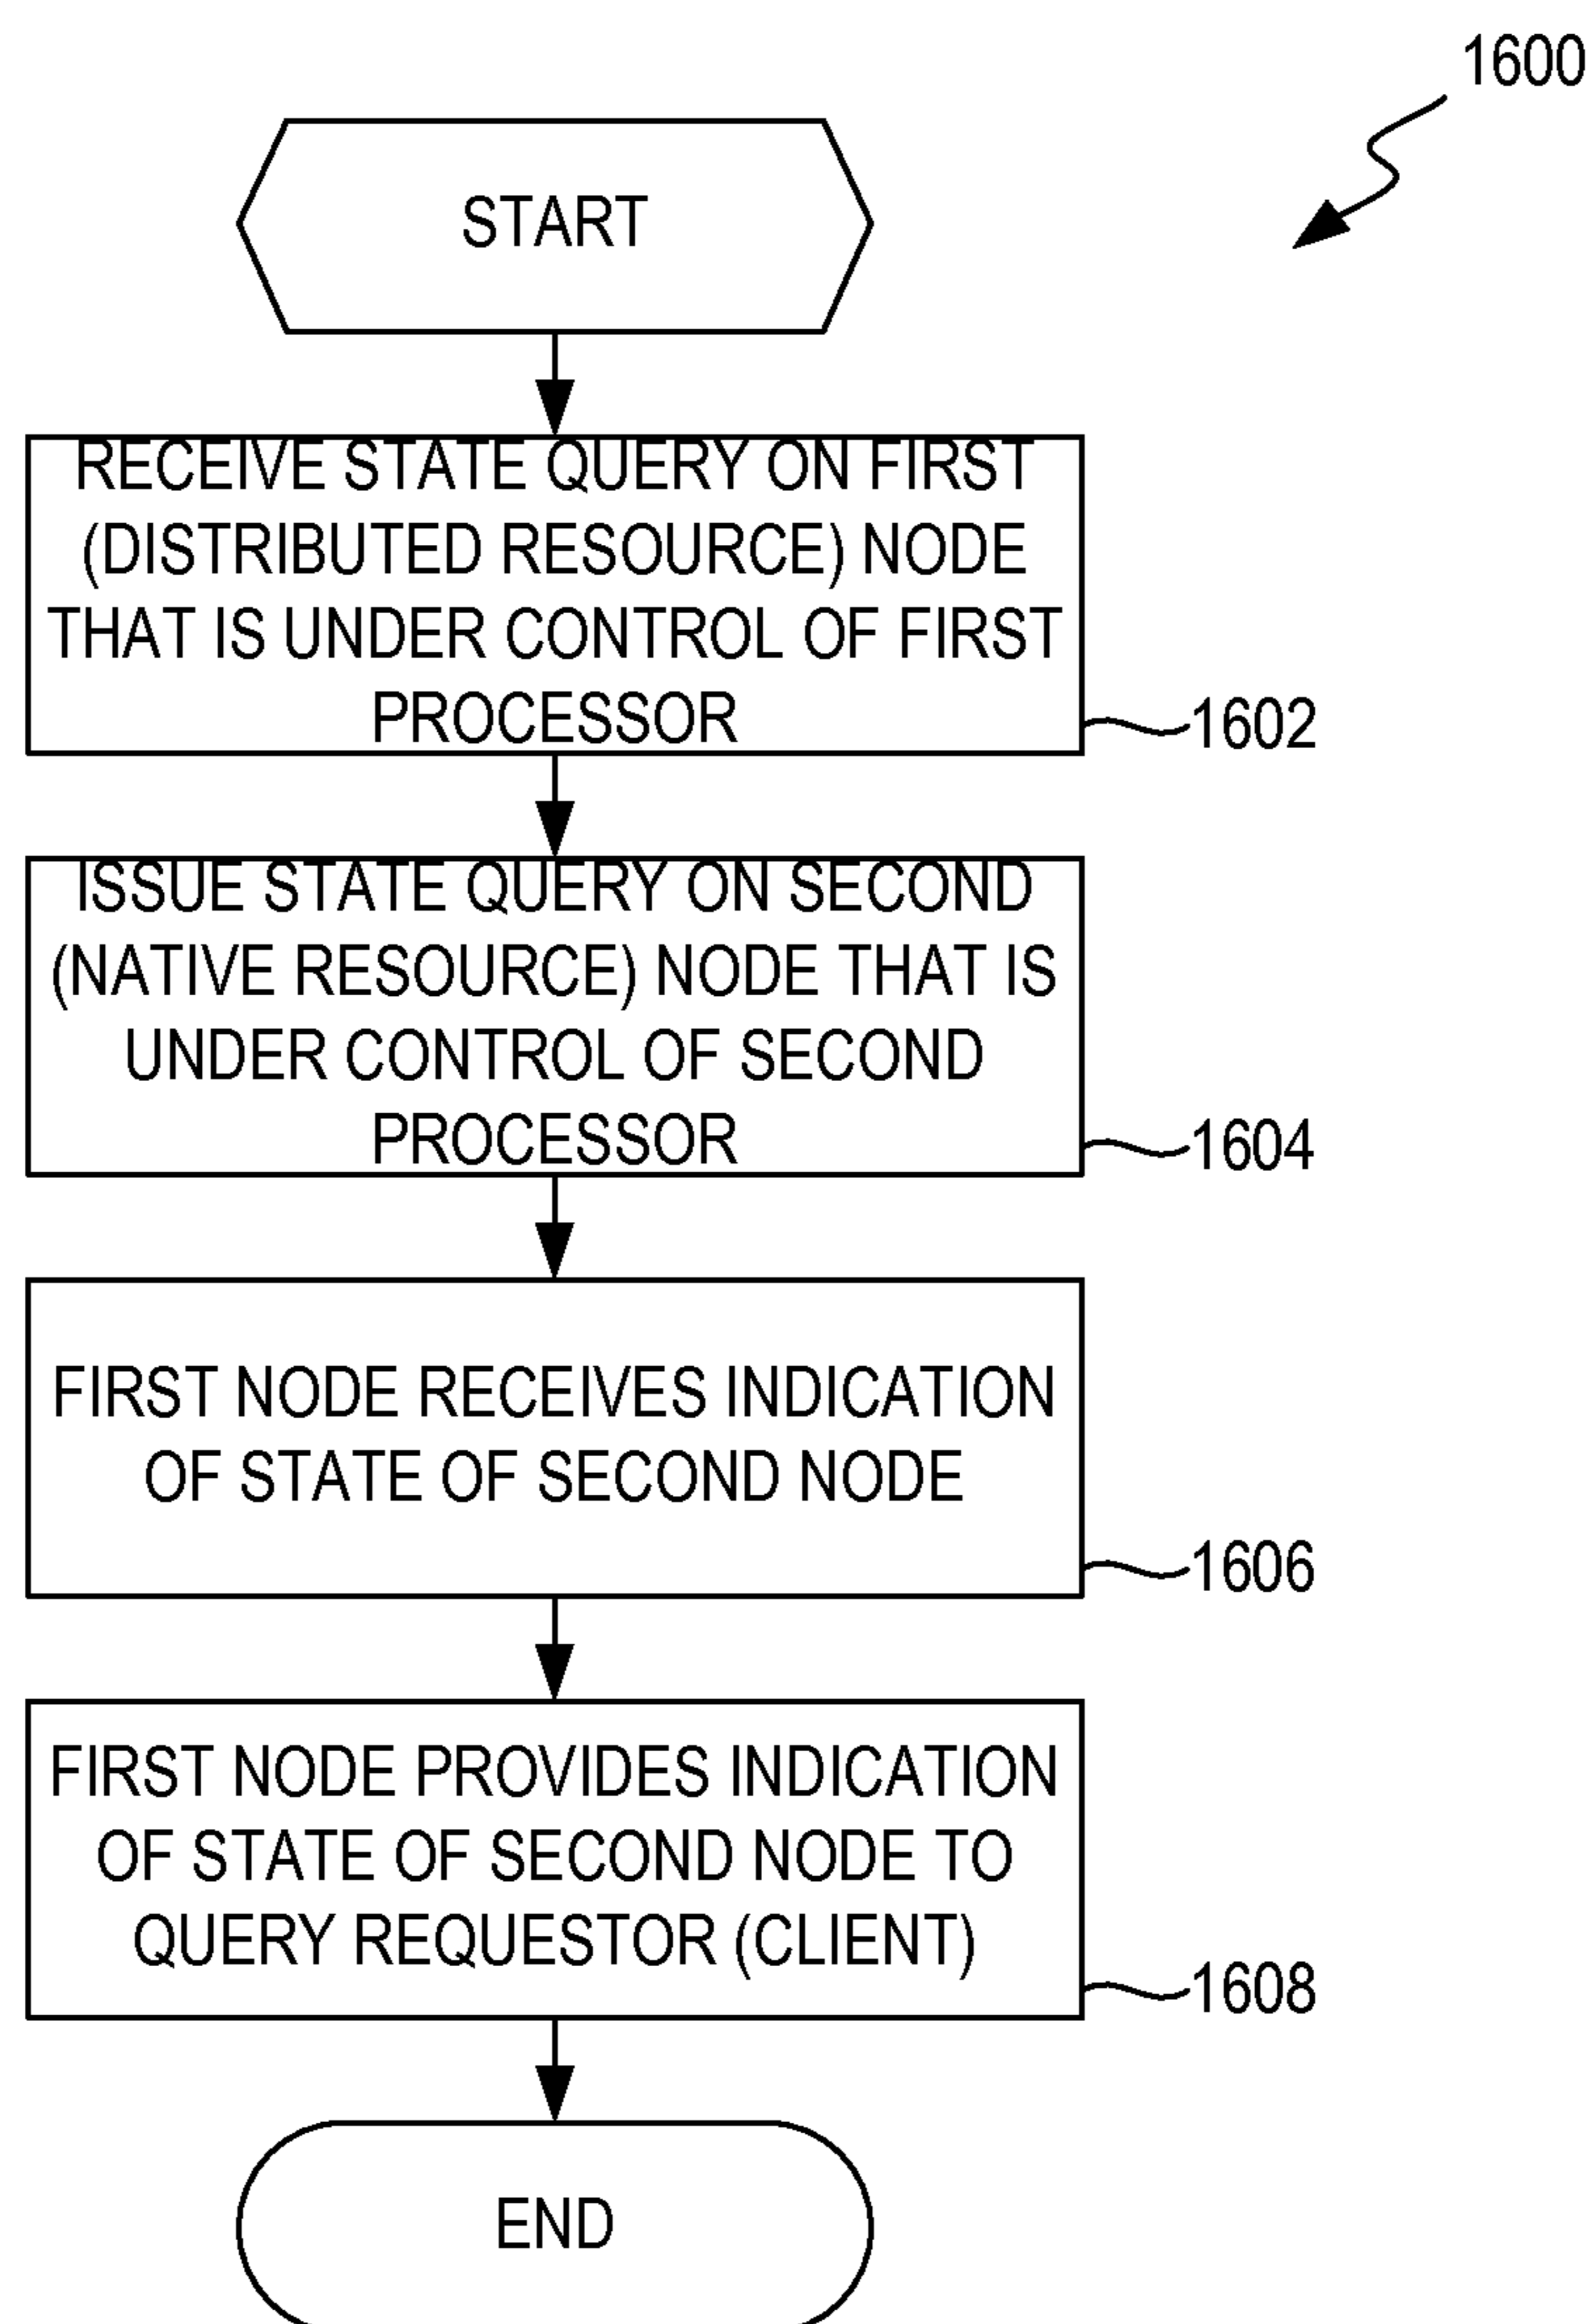 1600
START
RECEIVE STATE QUERY ON FIRST
(DISTRIBUTED RESOURCE) NODE
THAT IS UNDER CONTROL OF FIRST
PROCESSOR
1602
ISSUE STATE QUERY ON SECOND
(NATIVE RESOURCE) NODE THAT IS
UNDER CONTROL OF SECOND
PROCESSOR
1604
FIRST NODE RECEIVES INDICATION
OF STATE OF SECOND NODE
1606
FIRST NODE PROVIDES INDICATION
OF STATE OF SECOND NODE TO
QUERY REQUESTOR (CLIENT)
1608
END